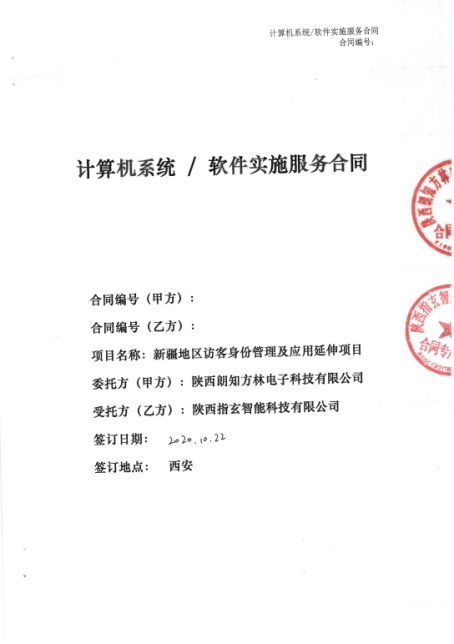 计算机系统/软件实施服务合同
合同编号：
计算机系统 / 软件实施服务合同
陕西朗知方林
合同
陕西指玄智
合同专
合同编号（甲方）：
合同编号（乙方）：
项目名称：新疆地区访客身份管理及应用延伸项目
委托方（甲方）：陕西朗知方林电子科技有限公司
受托方（乙方）：陕西指玄智能科技有限公司
签订日期： 2020.10.22
签订地点： 西安